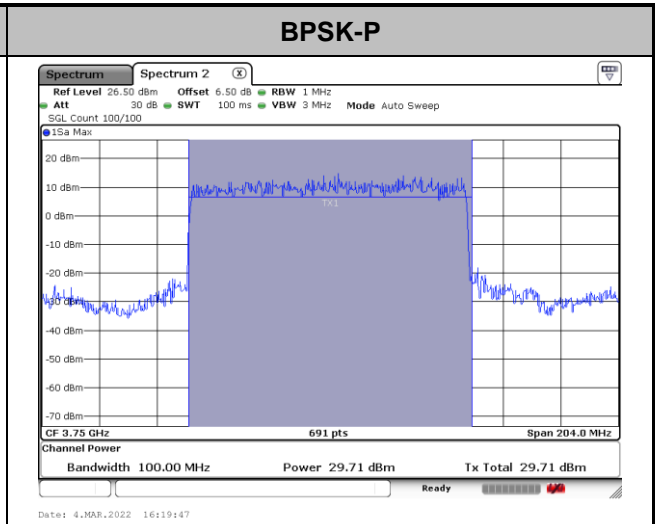 BPSK-P
Spectrum Spectrum 2 X
Ref Level 26.50 dBm Offset 6.50 dB RBW 1 MHz
Att 30 dB SWT 100 ms VBW 3 MHz Mode Auto Sweep
SGL Count 100/100
1Sa Max
20 dBm
10 dBm
TX1
0 dBm
-10 dBm
-20 dBm
-30 dBm
-40 dBm
-50 dBm
-60 dBm
-70 dBm
CF 3.75 GHz 691 pts Span 204.0 MHz
Channel Power
Bandwidth 100.00 MHz Power 29.71 dBm Tx Total 29.71 dBm
Ready
Date: 4.MAR.2022 16:19:47